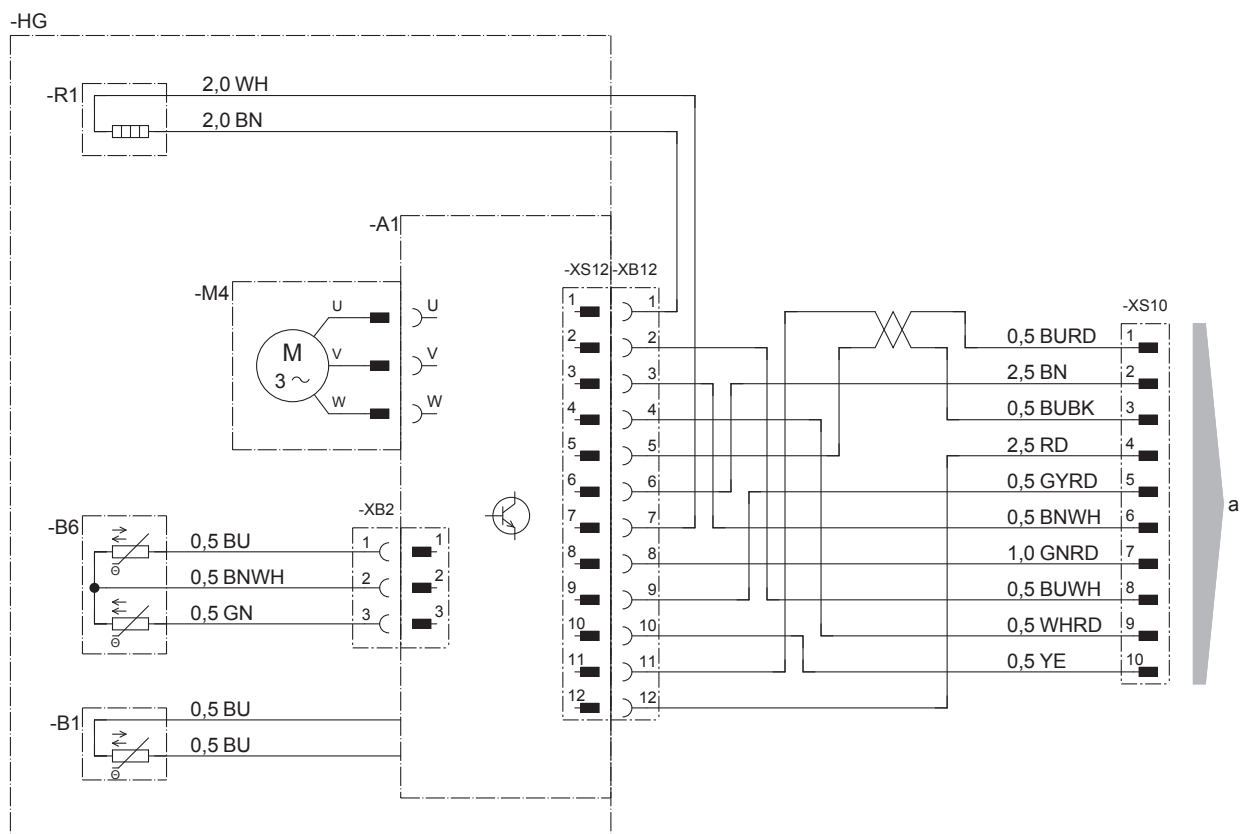 -HG
-R1
2,0 WH
2,0 BN
-A1
-M4
M
3 ~
U
V
W
U
V
W
-XS12
-XB12
1
2
3
4
5
6
7
8
9
10
11
12
1
2
3
4
5
6
7
8
9
10
11
12
-XS10
0,5 BURD 1
2,5 BN 2
0,5 BUBK 3
2,5 RD 4
0,5 GYRD 5
0,5 BNWH 6
1,0 GNRD 7
0,5 BUWH 8
0,5 WHRD 9
0,5 YE 10
a
-XB2
-B6
Θ
Θ
0,5 BU 1 1
0,5 BNWH 2 2
0,5 GN 3 3
-B1
Θ
0,5 BU
0,5 BU